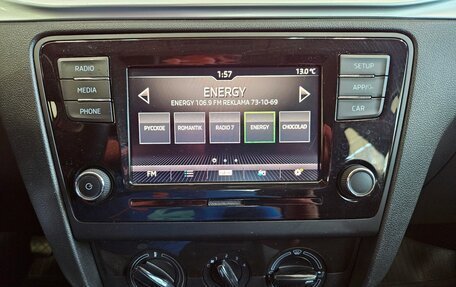 1:57
13.0 °C
RADIO
MEDIA
PHONE
SETUP
APP/
CAR
ENERGY
ENERGY 106.9 FM REKLAMA 73-10-69
РУССКОЕ
ROMANTIK
RADIO 7
ENERGY
CHOCOLAD
FM